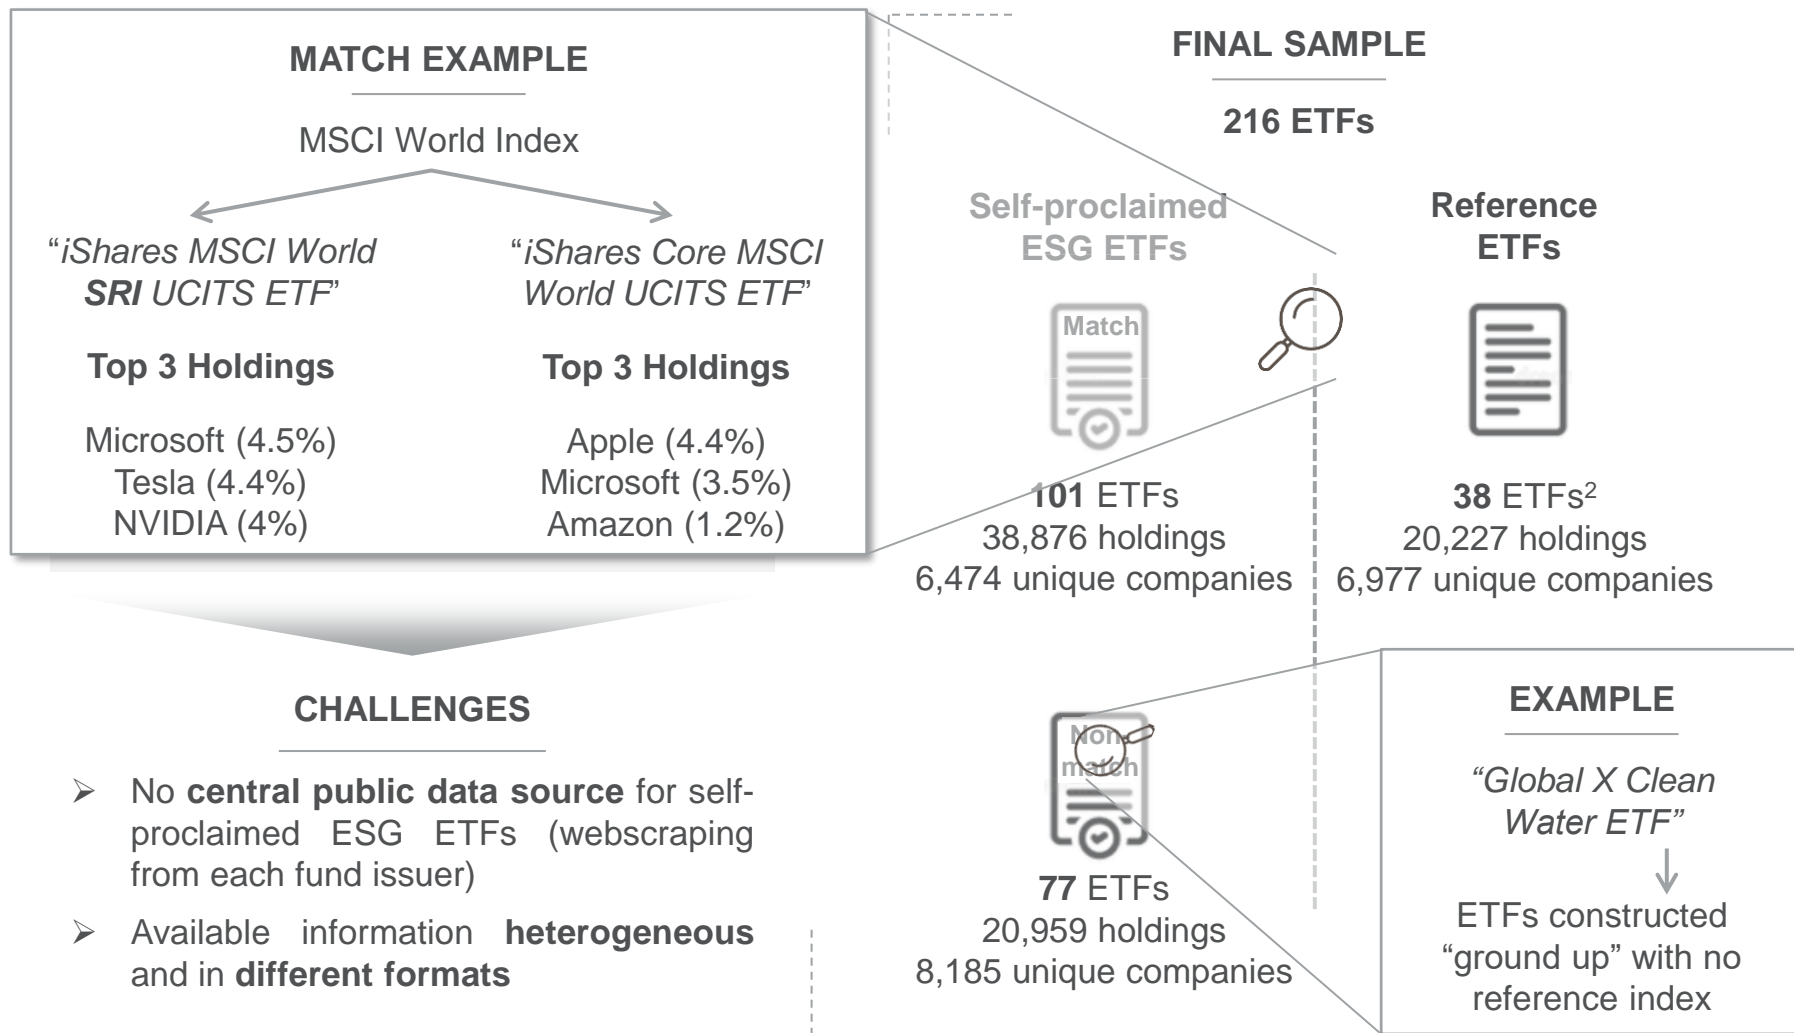 MATCH EXAMPLE
MSCI World Index
“iShares MSCI World
SRI UCITS ETF”
Top 3 Holdings
Microsoft (4.5%)
Tesla (4.4%)
NVIDIA (4%)
“iShares Core MSCI
World UCITS ETF”
Top 3 Holdings
Apple (4.4%)
Microsoft (3.5%)
Amazon (1.2%)
CHALLENGES
➢ No central public data source for self-
proclaimed ESG ETFs (webscraping
from each fund issuer)
➢ Available information heterogeneous
and in different formats
FINAL SAMPLE
216 ETFs
Self-proclaimed
ESG ETFs
Match
101 ETFs
38,876 holdings
6,474 unique companies
Reference
ETFs
38 ETFs²
20,227 holdings
6,977 unique companies
Non-
match
77 ETFs
20,959 holdings
8,185 unique companies
EXAMPLE
“Global X Clean
Water ETF”
ETFs constructed
“ground up” with no
reference index